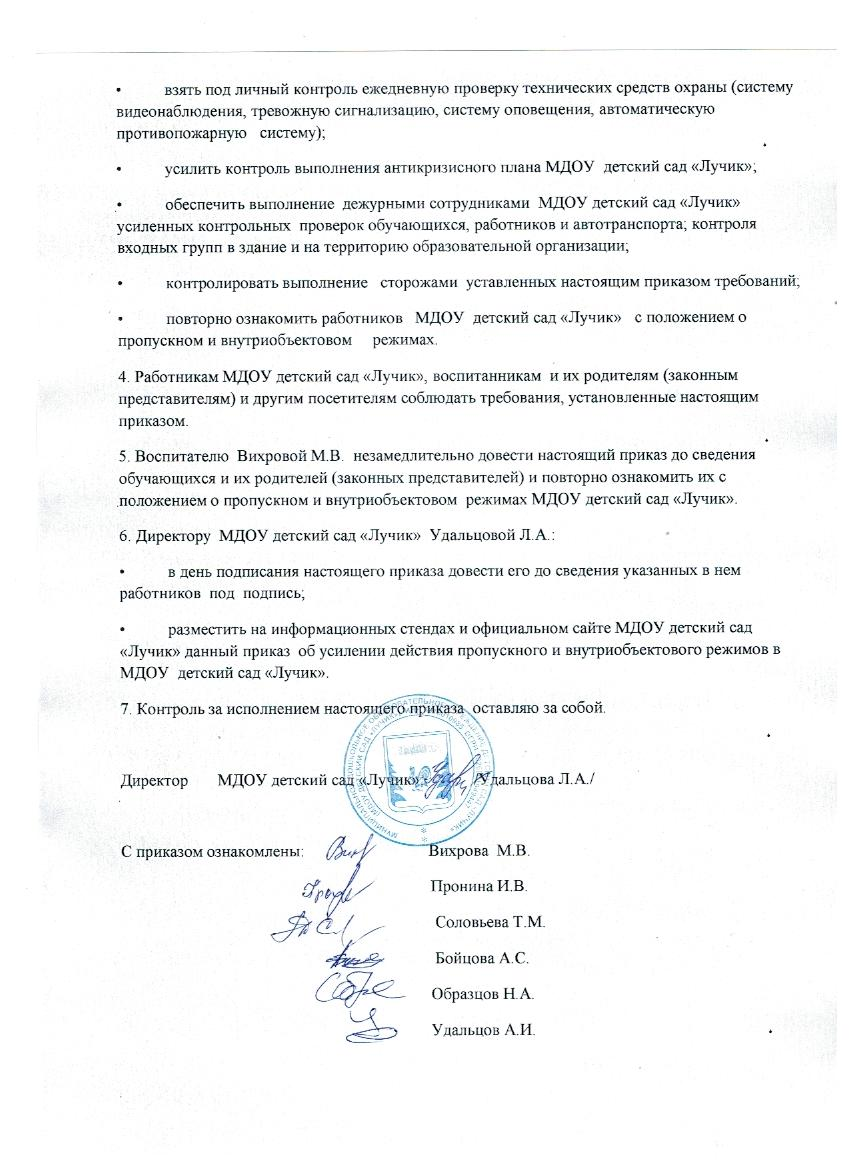 • взять под личный контроль ежедневную проверку технических средств охраны (систему
видеонаблюдения, тревожную сигнализацию, систему оповещения, автоматическую
противопожарную систему);
• усилить контроль выполнения антикризисного плана МДОУ детский сад «Лучик»;
• обеспечить выполнение дежурными сотрудниками МДОУ детский сад «Лучик»
усиленных контрольных проверок обучающихся, работников и автотранспорта; контроля
входных групп в здание и на территорию образовательной организации;
• контролировать выполнение сторожами уставленных настоящим приказом требований;
• повторно ознакомить работников МДОУ детский сад «Лучик» с положением о
пропускном и внутриобъектовом режимах.
4. Работникам МДОУ детский сад «Лучик», воспитанникам и их родителям (законным
представителям) и другим посетителям соблюдать требования, установленные настоящим
приказом.
5. Воспитателю Вихровой М.В. незамедлительно довести настоящий приказ до сведения
обучающихся и их родителей (законных представителей) и повторно ознакомить их с
положением о пропускном и внутриобъектовом режимах МДОУ детский сад «Лучик».
6. Директору МДОУ детский сад «Лучик» Удальцовой Л.А.:
• в день подписания настоящего приказа довести его до сведения указанных в нем
работников под подпись;
• разместить на информационных стендах и официальном сайте МДОУ детский сад
«Лучик» данный приказ об усилении действия пропускного и внутриобъектового режимов в
МДОУ детский сад «Лучик».
7. Контроль за исполнением настоящего приказа оставляю за собой.
Директор МДОУ детский сад «Лучик» /Удальцова Л.А./
С приказом ознакомлены: Вихрова М.В.
Пронина И.В.
Соловьева Т.М.
Бойцова А.С.
Образцов Н.А.
Удальцов А.И.